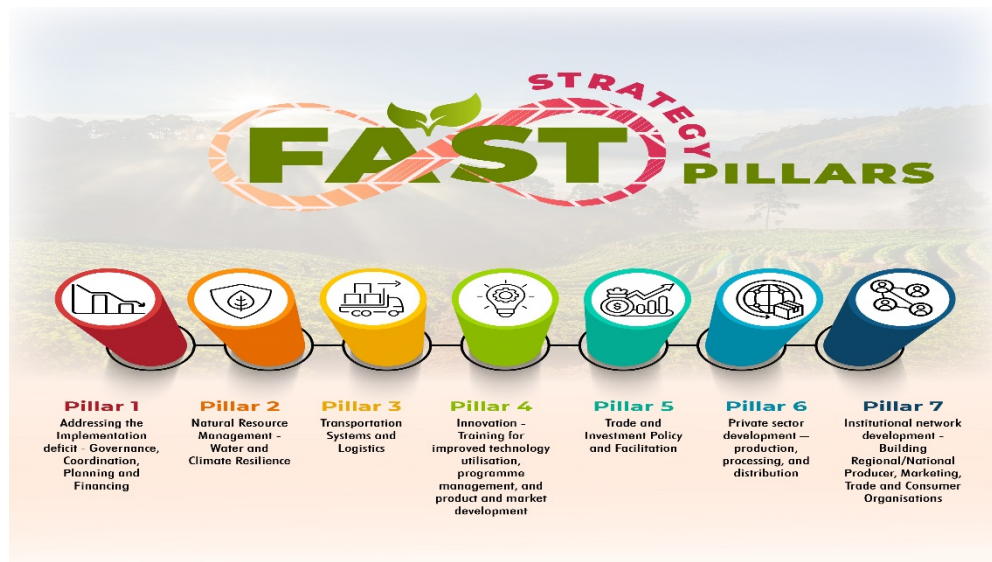 FAST
STRATEGY
PILLARS
$
Pillar 1
Addressing the
Implementation
deficit - Governance,
Coordination,
Planning and
Financing
Pillar 2
Natural Resource
Management -
Water and
Climate Resilience
Pillar 3
Transportation
Systems and
Logistics
Pillar 4
Innovation -
Training for
improved technology
utilisation,
programme
management, and
product and market
development
Pillar 5
Trade and
Investment Policy
and Facilitation
Pillar 6
Private sector
development —
production,
processing, and
distribution
Pillar 7
Institutional network
development -
Building
Regional/National
Producer, Marketing,
Trade and Consumer
Organisations